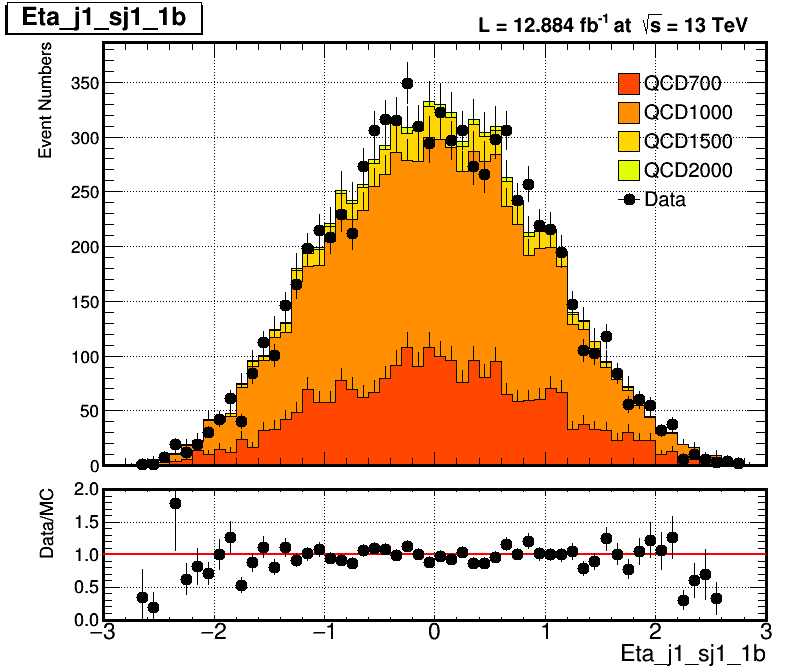 Eta_j1_sj1_1b
L = 12.884 fb-1 at √s = 13 TeV
Event Numbers
350
300
250
200
150
100
50
0
QCD700
QCD1000
QCD1500
QCD2000
Data
Data/MC
2.0
1.5
1.0
0.5
0.0
−3 −2 −1 0 1 2 3
Eta_j1_sj1_1b